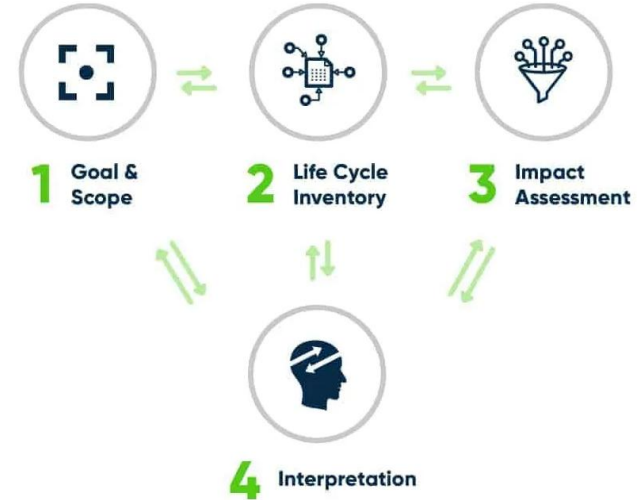 1 Goal &
Scope
2 Life Cycle
Inventory
3 Impact
Assessment
4 Interpretation